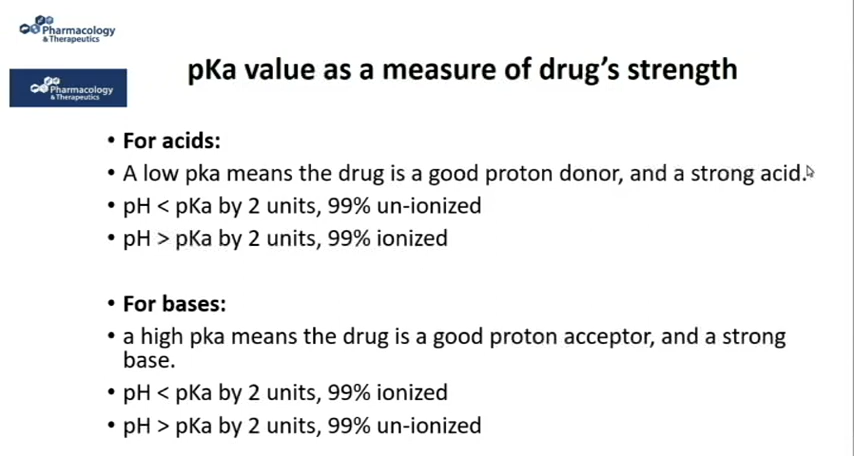 Pharmacology
& Therapeutics
Pharmacology
& Therapeutics
pKa value as a measure of drug's strength
• For acids:
• A low pka means the drug is a good proton donor, and a strong acid.
• pH < pKa by 2 units, 99% un-ionized
• pH > pKa by 2 units, 99% ionized
• For bases:
• a high pka means the drug is a good proton acceptor, and a strong
base.
• pH < pKa by 2 units, 99% ionized
• pH > pKa by 2 units, 99% un-ionized